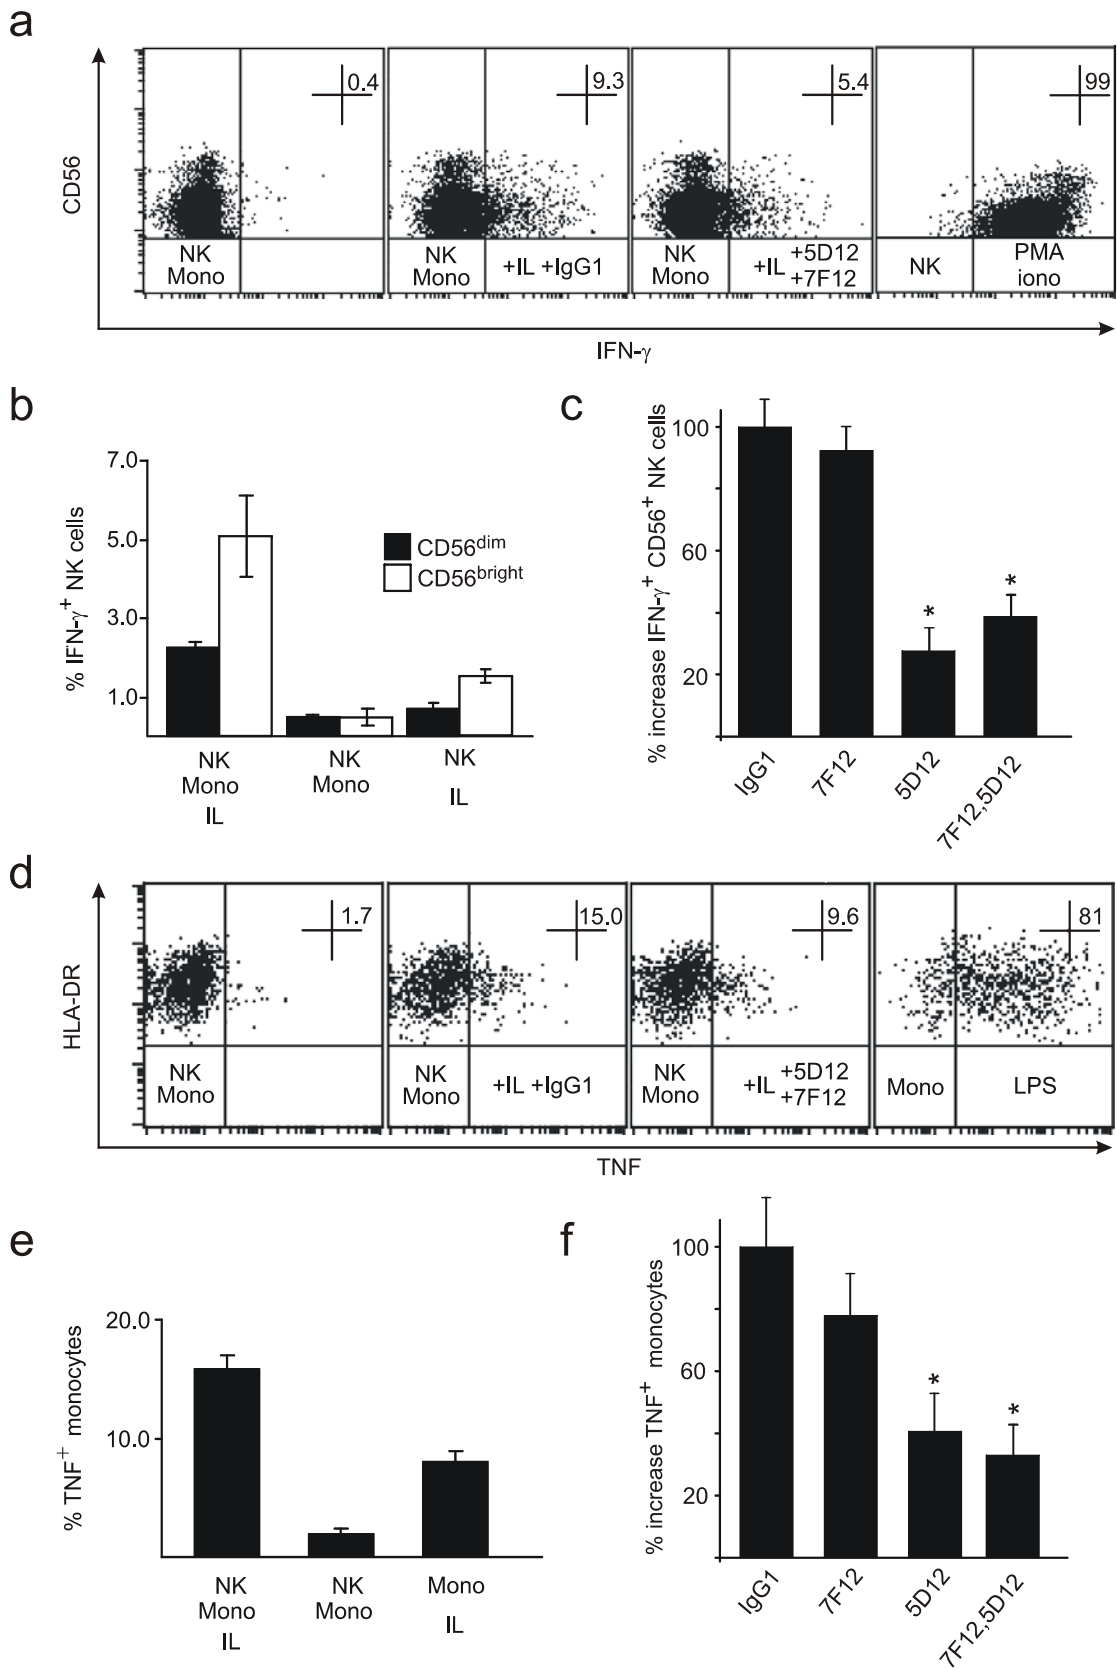 a
CD56
0.4
9.3
5.4
99
NK
Mono
NK
Mono
+IL +IgG1
NK
Mono
+IL
+5D12
+7F12
NK
PMA
iono
IFN-γ
b
% IFN-γ+ NK cells
7.0
5.0
3.0
1.0
CD56dim
CD56bright
NK
Mono
IL
NK
Mono
NK
IL
c
% increase IFN-γ+ CD56+ NK cells
100
60
20
*
*
IgG1
7F12
5D12
7F12,5D12
d
HLA-DR
1.7
15.0
9.6
81
NK
Mono
NK
Mono
+IL +IgG1
NK
Mono
+IL
+5D12
+7F12
Mono
LPS
TNF
e
% TNF+ monocytes
20.0
10.0
NK
Mono
IL
NK
Mono
Mono
IL
f
% increase TNF+ monocytes
100
60
20
*
*
IgG1
7F12
5D12
7F12,5D12